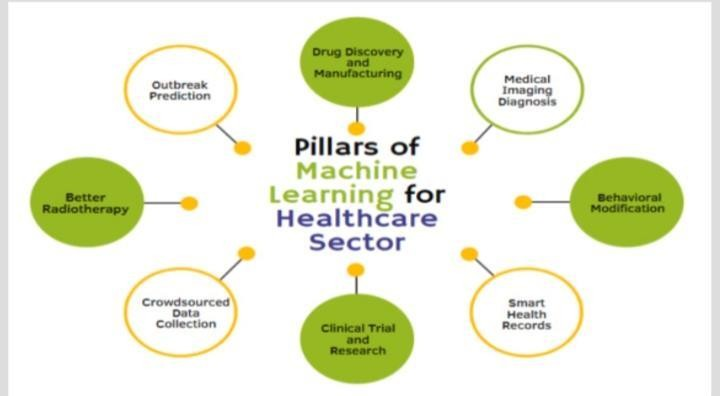 Drug Discovery
and
Manufacturing
Outbreak
Prediction
Medical
Imaging
Diagnosis
Pillars of
Machine
Learning for
Healthcare
Sector
Better
Radiotherapy
Behavioral
Modification
Crowdsourced
Data
Collection
Smart
Health
Records
Clinical Trial
and
Research